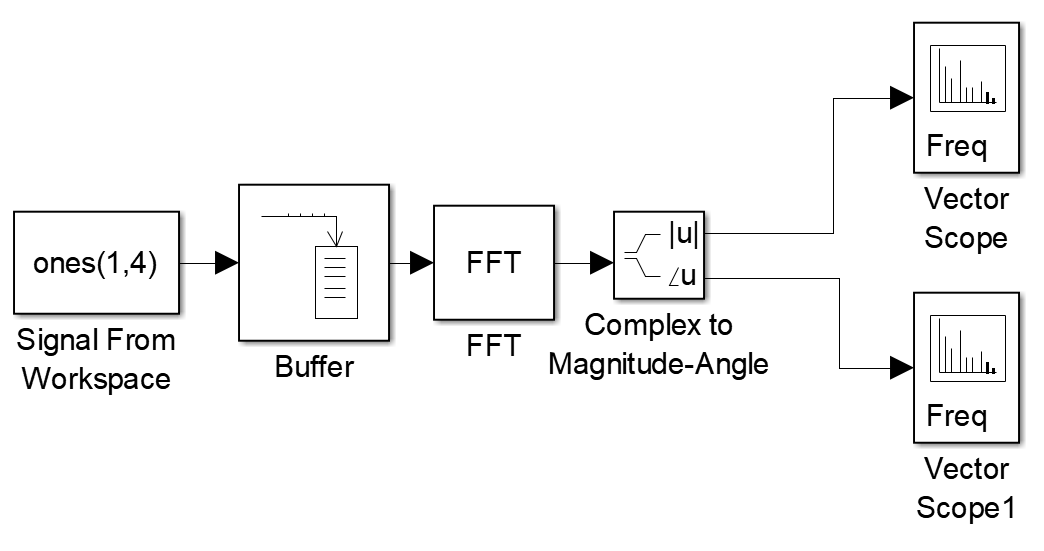 ones(1,4)
Signal From
Workspace
Buffer
FFT
FFT
|u|
∠u
Complex to
Magnitude-Angle
Freq
Vector
Scope
Freq
Vector
Scope1